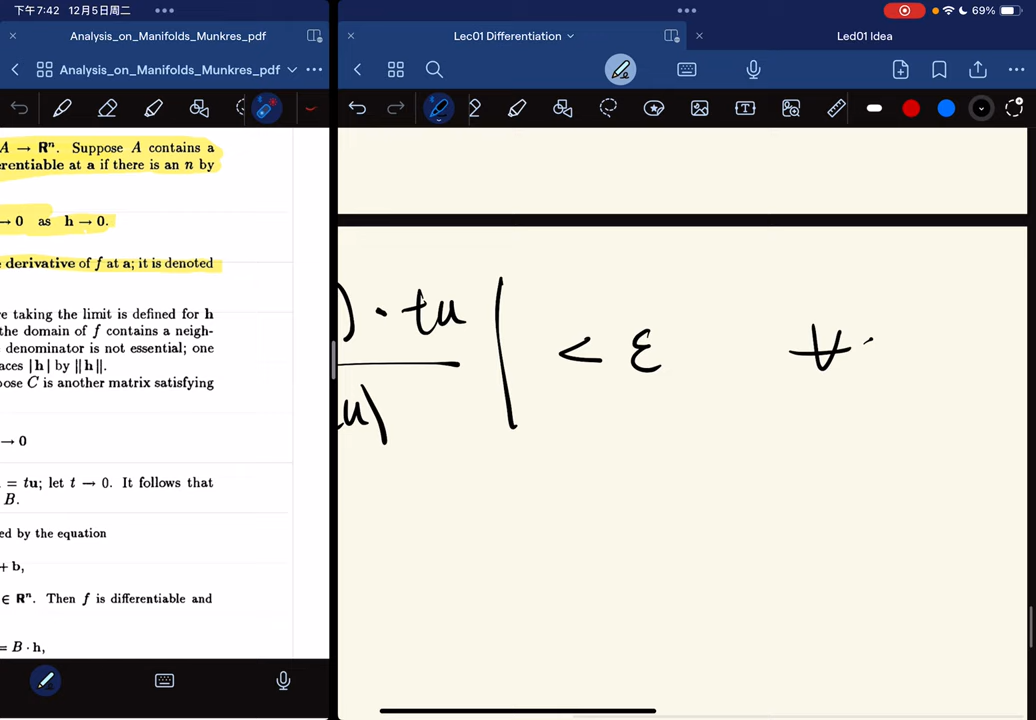 下午7:42 12月5日周二
69%
Analysis_on_Manifolds_Munkres_pdf
Analysis_on_Manifolds_Munkres_pdf
A → Rⁿ. Suppose A contains a
erentiable at a if there is an n by
→ 0 as h → 0.
e derivative of f at a; it is denoted
re taking the limit is defined for h
the domain of f contains a neigh-
denominator is not essential; one
aces |h| by ‖h‖.
pose C is another matrix satisfying
→ 0
= tu; let t → 0. It follows that
B.
ed by the equation
+ b,
∈ Rⁿ. Then f is differentiable and
= B · h,
Lec01 Differentiation
Led01 Idea
) · tu | < ε ∀
u|